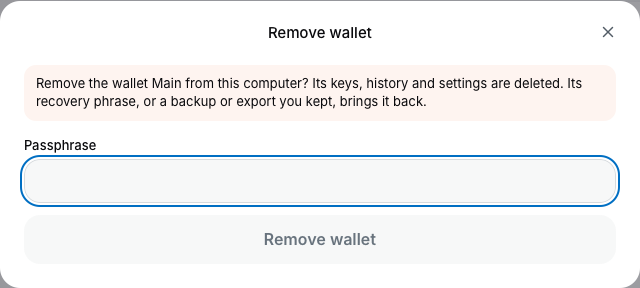 Remove wallet
Remove the wallet Main from this computer? Its keys, history and settings are deleted. Its
recovery phrase, or a backup or export you kept, brings it back.
Passphrase
Remove wallet